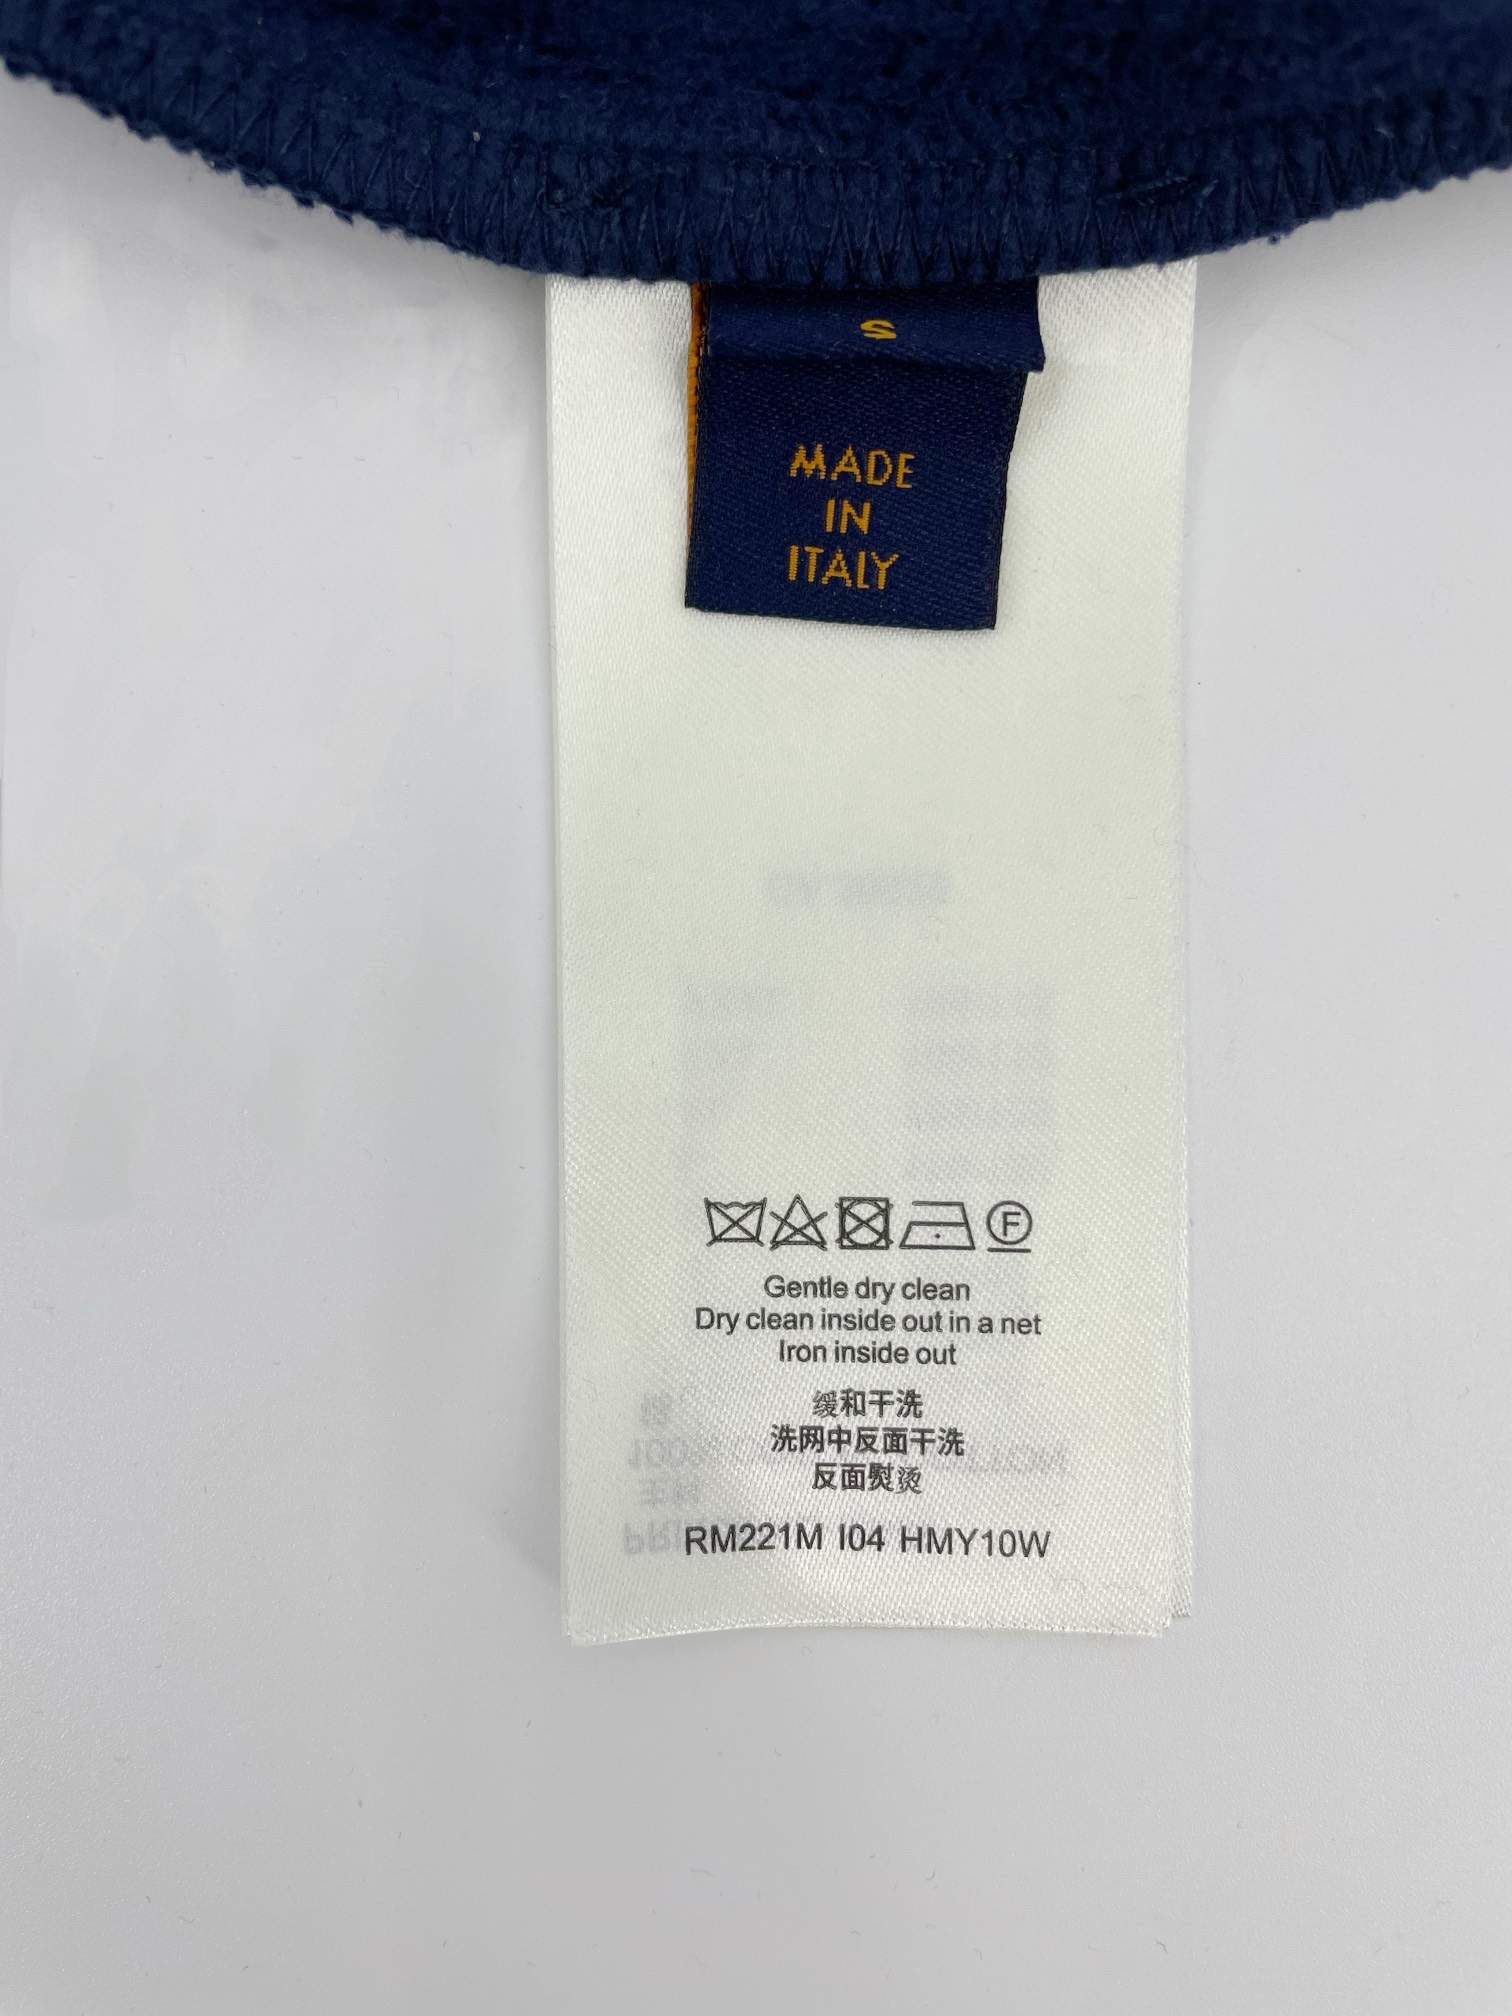 S
MADE
IN
ITALY
F
Gentle dry clean
Dry clean inside out in a net
Iron inside out
缓和干洗
洗网中反面干洗
反面熨烫
RM221M I04 HMY10W